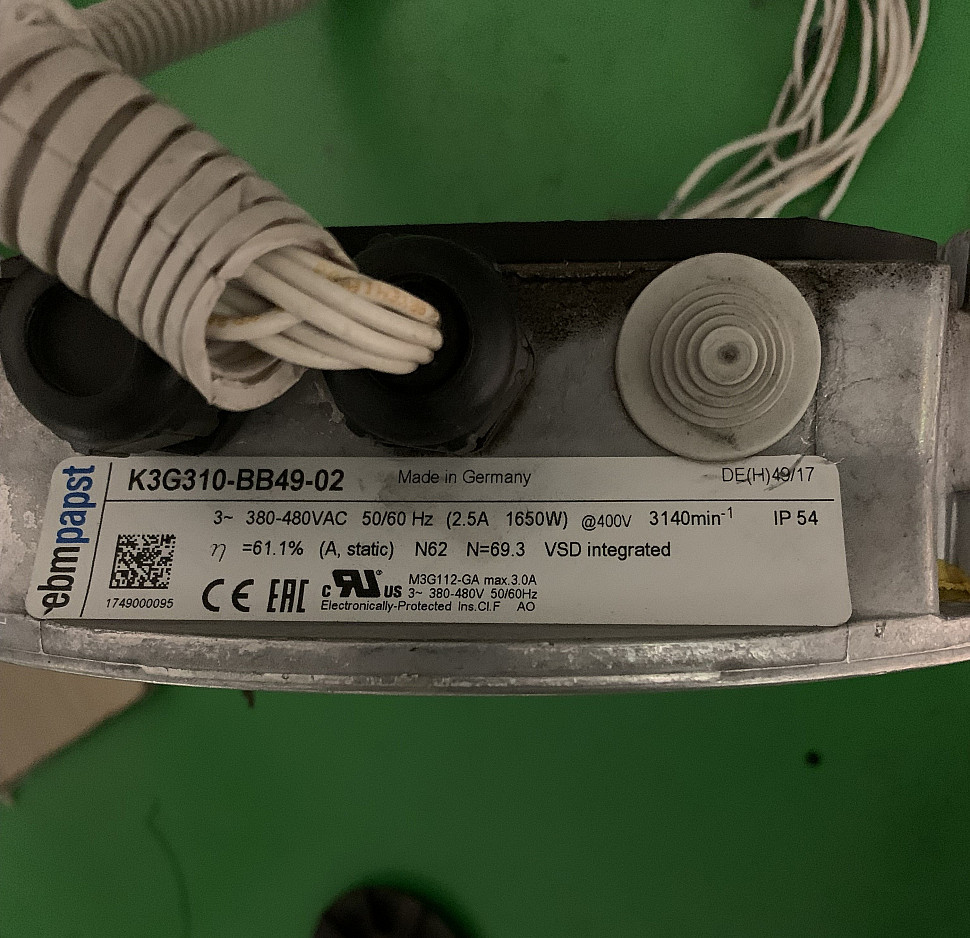 ebmpapst
K3G310-BB49-02 Made in Germany DE(H)49/17
3~ 380-480VAC 50/60 Hz (2.5A 1650W) @400V 3140min-1 IP 54
η =61.1% (A, static) N62 N=69.3 VSD integrated
1749000095
CE EAC c RU US M3G112-GA max.3.0A
3~ 380-480V 50/60Hz
Electronically-Protected Ins.Cl.F AO